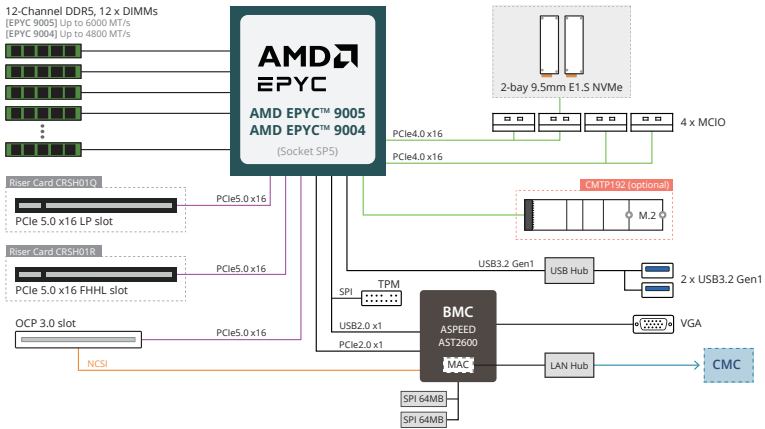 12-Channel DDR5, 12 x DIMMs
[EPYC 9005] Up to 6000 MT/s
[EPYC 9004] Up to 4800 MT/s
AMD
EPYC
AMD EPYC™ 9005
AMD EPYC™ 9004
(Socket SP5)
2-bay 9.5mm E1.S NVMe
4 x MCIO
PCIe4.0 x16
PCIe4.0 x16
Riser Card CRSH01Q
PCIe5.0 x16
PCIe 5.0 x16 LP slot
CMTP192 (optional)
M.2
Riser Card CRSH01R
PCIe5.0 x16
PCIe 5.0 x16 FHHL slot
USB3.2 Gen1
USB Hub
2 x USB3.2 Gen1
TPM
SPI
OCP 3.0 slot
PCIe5.0 x16
NCSI
USB2.0 x1
PCIe2.0 x1
BMC
ASPEED
AST2600
MAC
VGA
LAN Hub
CMC
SPI 64MB
SPI 64MB